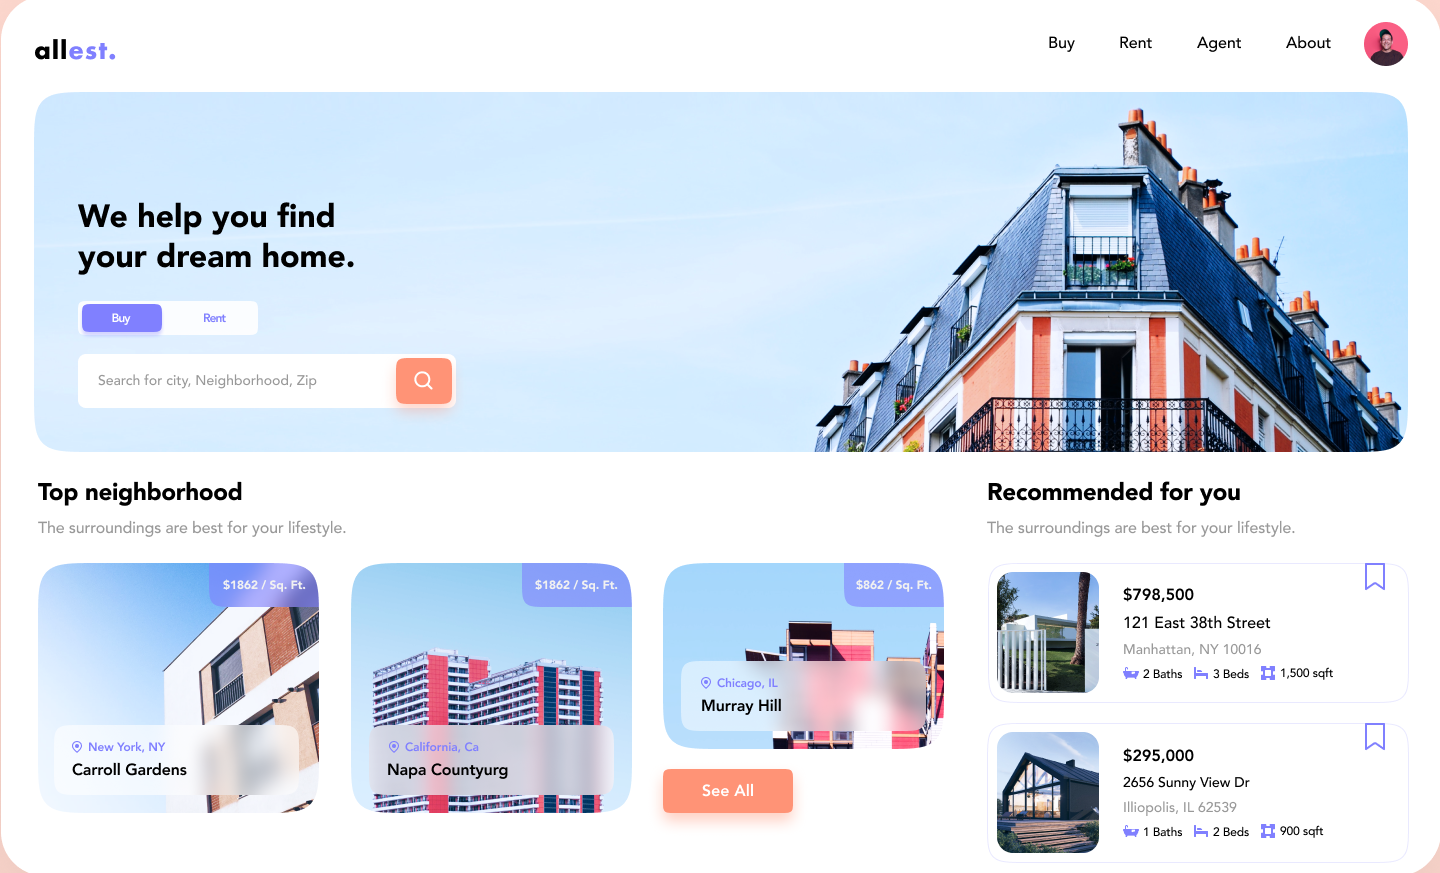 allest.
Buy
Rent
Agent
About
We help you find
your dream home.
Buy
Rent
Search for city, Neighborhood, Zip
Top neighborhood
The surroundings are best for your lifestyle.
$1862 / Sq. Ft.
New York, NY
Carroll Gardens
$1862 / Sq. Ft.
California, Ca
Napa Countyurg
$862 / Sq. Ft.
Chicago, IL
Murray Hill
See All
Recommended for you
The surroundings are best for your lifestyle.
$798,500
121 East 38th Street
Manhattan, NY 10016
2 Baths
3 Beds
1,500 sqft
$295,000
2656 Sunny View Dr
Illiopolis, IL 62539
1 Baths
2 Beds
900 sqft